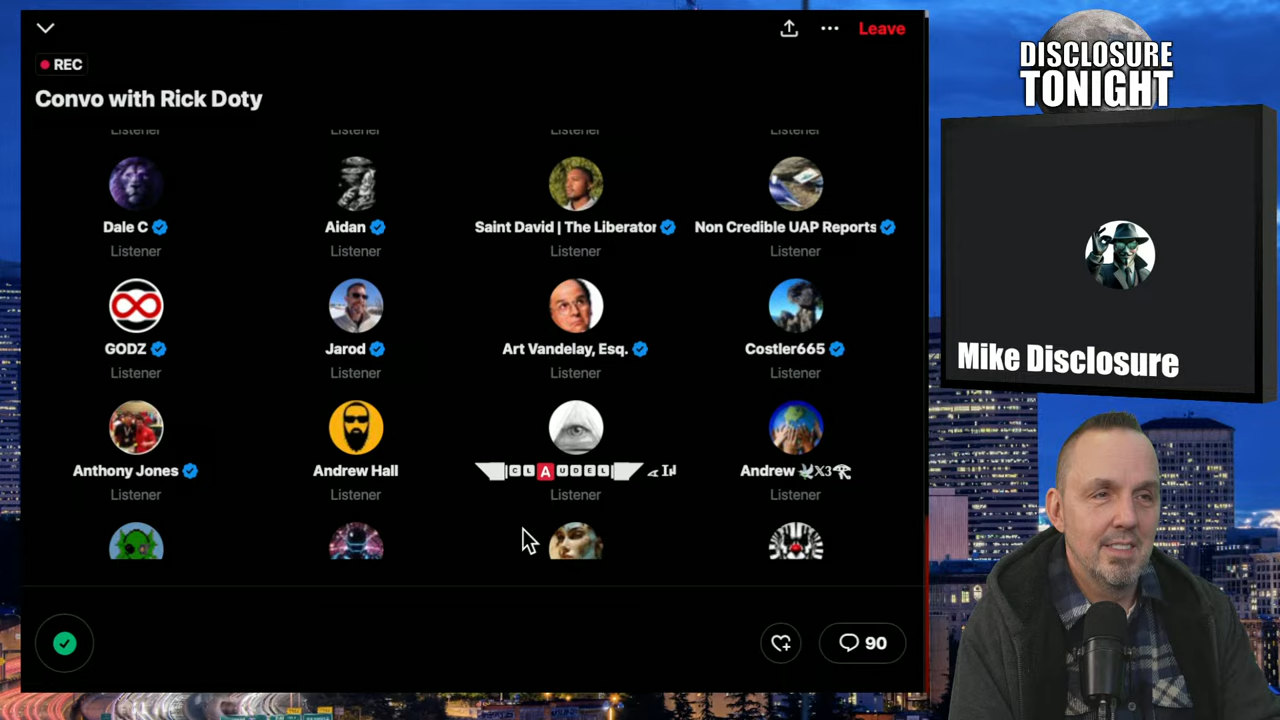 Leave
REC
Convo with Rick Doty
Listener Listener Listener Listener
Dale C Aidan Saint David | The Liberator Non Credible UAP Reports
Listener Listener Listener Listener
GODZ Jarod Art Vandelay, Esq. Costler665
Listener Listener Listener Listener
Anthony Jones Andrew Hall CLAUDEL Andrew 🕊X3
Listener Listener Listener Listener
90
DISCLOSURE
TONIGHT
Mike Disclosure